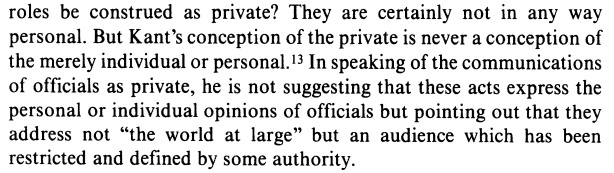 roles be construed as private? They are certainly not in any way
personal. But Kant’s conception of the private is never a conception of
the merely individual or personal.13 In speaking of the communications
of officials as private, he is not suggesting that these acts express the
personal or individual opinions of officials but pointing out that they
address not “the world at large” but an audience which has been
restricted and defined by some authority.